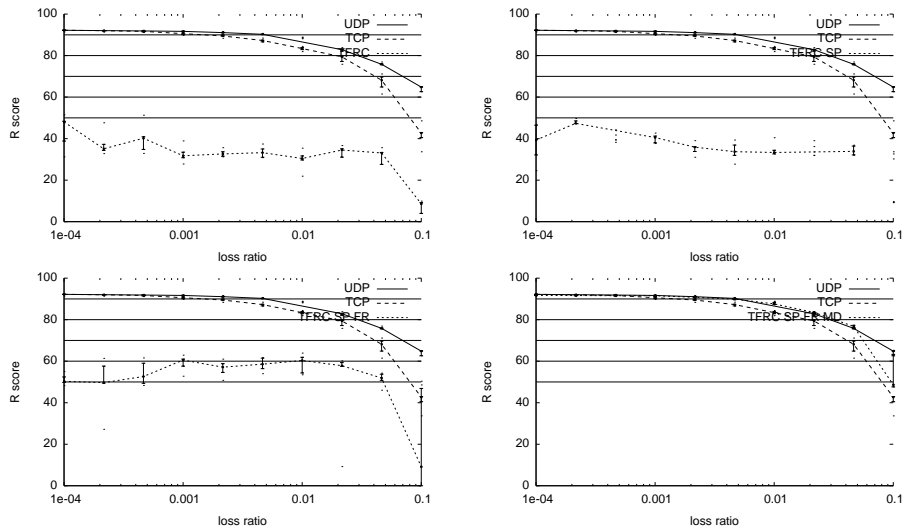 100
80
60
40
20
0
1e-04
0.001
0.01
0.1
R score
loss ratio
UDP
TCP
TFRC
100
80
60
40
20
0
1e-04
0.001
0.01
0.1
R score
loss ratio
UDP
TCP
TFRC SP
100
80
60
40
20
0
1e-04
0.001
0.01
0.1
R score
loss ratio
UDP
TCP
TFRC SP FR
100
80
60
40
20
0
1e-04
0.001
0.01
0.1
R score
loss ratio
UDP
TCP
TFRC SP FR MD